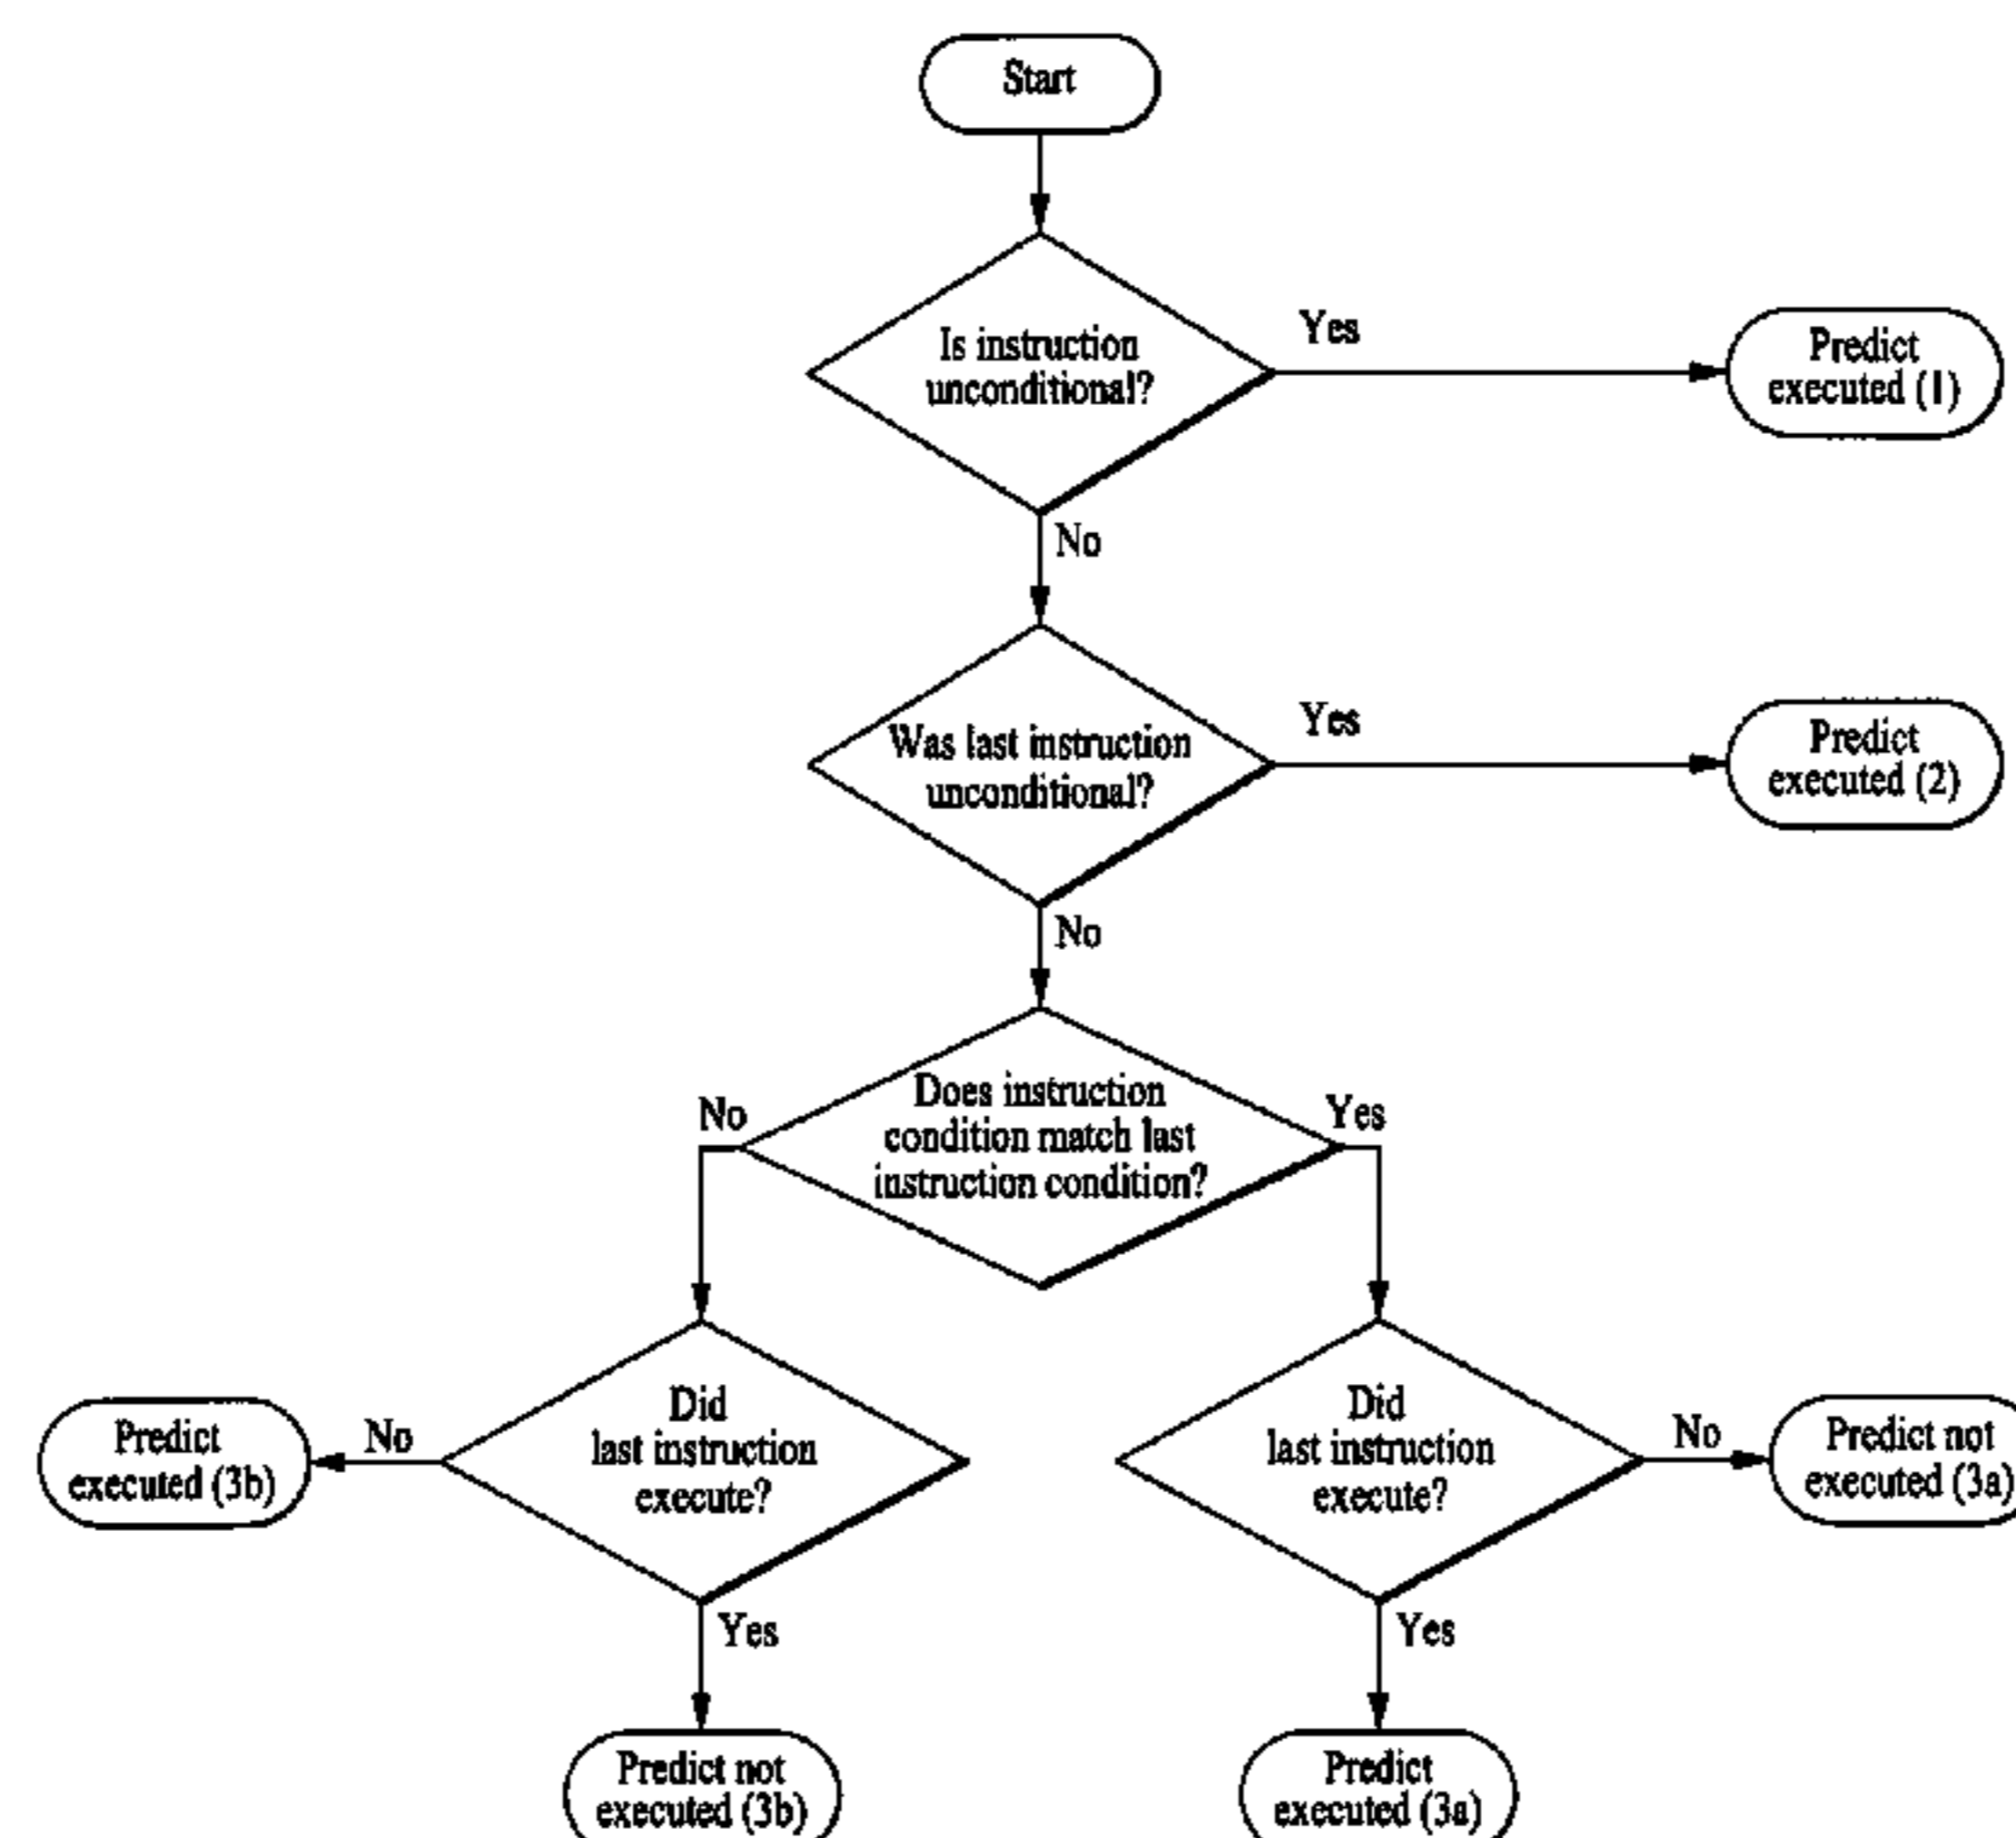 Start
Is instruction
unconditional?
Yes
Predict
executed (1)
No
Was last instruction
unconditional?
Yes
Predict
executed (2)
No
Does instruction
condition match last
instruction condition?
No
Yes
Did
last instruction
execute?
No
Predict
executed (3b)
Yes
Predict not
executed (3b)
Did
last instruction
execute?
No
Predict not
executed (3a)
Yes
Predict
executed (3a)